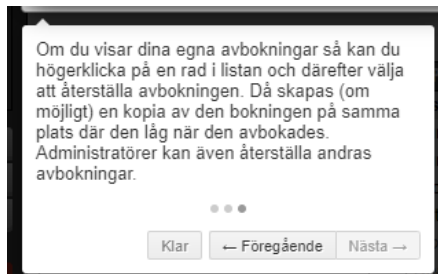 Om du visar dina egna avbokningar så kan du
högerklicka på en rad i listan och därefter välja
att återställa avbokningen. Då skapas (om
möjligt) en kopia av den bokningen på samma
plats där den låg när den avbokades.
Administratörer kan även återställa andras
avbokningar.
Klar
← Föregående
Nästa →